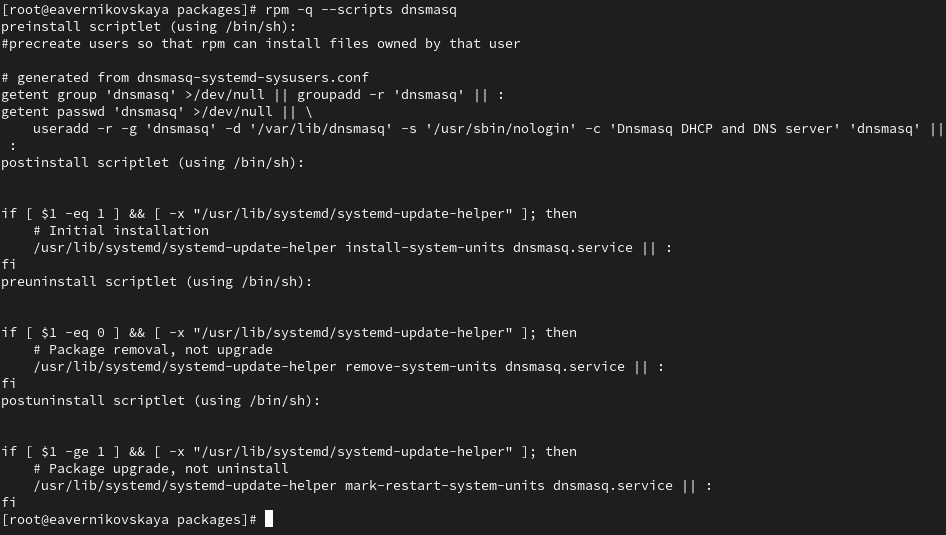 [root@eavernikovskaya packages]# rpm -q --scripts dnsmasq
preinstall scriptlet (using /bin/sh):
#precreate users so that rpm can install files owned by that user

# generated from dnsmasq-systemd-sysusers.conf
getent group 'dnsmasq' >/dev/null || groupadd -r 'dnsmasq' || :
getent passwd 'dnsmasq' >/dev/null || \
    useradd -r -g 'dnsmasq' -d '/var/lib/dnsmasq' -s '/usr/sbin/nologin' -c 'Dnsmasq DHCP and DNS server' 'dnsmasq' ||
 :
postinstall scriptlet (using /bin/sh):


if [ $1 -eq 1 ] && [ -x "/usr/lib/systemd/systemd-update-helper" ]; then
    # Initial installation
    /usr/lib/systemd/systemd-update-helper install-system-units dnsmasq.service || :
fi
preuninstall scriptlet (using /bin/sh):


if [ $1 -eq 0 ] && [ -x "/usr/lib/systemd/systemd-update-helper" ]; then
    # Package removal, not upgrade
    /usr/lib/systemd/systemd-update-helper remove-system-units dnsmasq.service || :
fi
postuninstall scriptlet (using /bin/sh):


if [ $1 -ge 1 ] && [ -x "/usr/lib/systemd/systemd-update-helper" ]; then
    # Package upgrade, not uninstall
    /usr/lib/systemd/systemd-update-helper mark-restart-system-units dnsmasq.service || :
fi
[root@eavernikovskaya packages]#